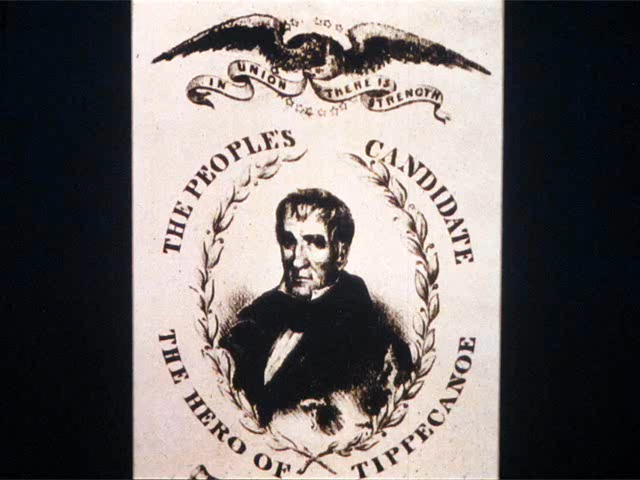 IN UNION THERE IS STRENGTH
THE PEOPLE'S CANDIDATE
THE HERO OF TIPPECANOE